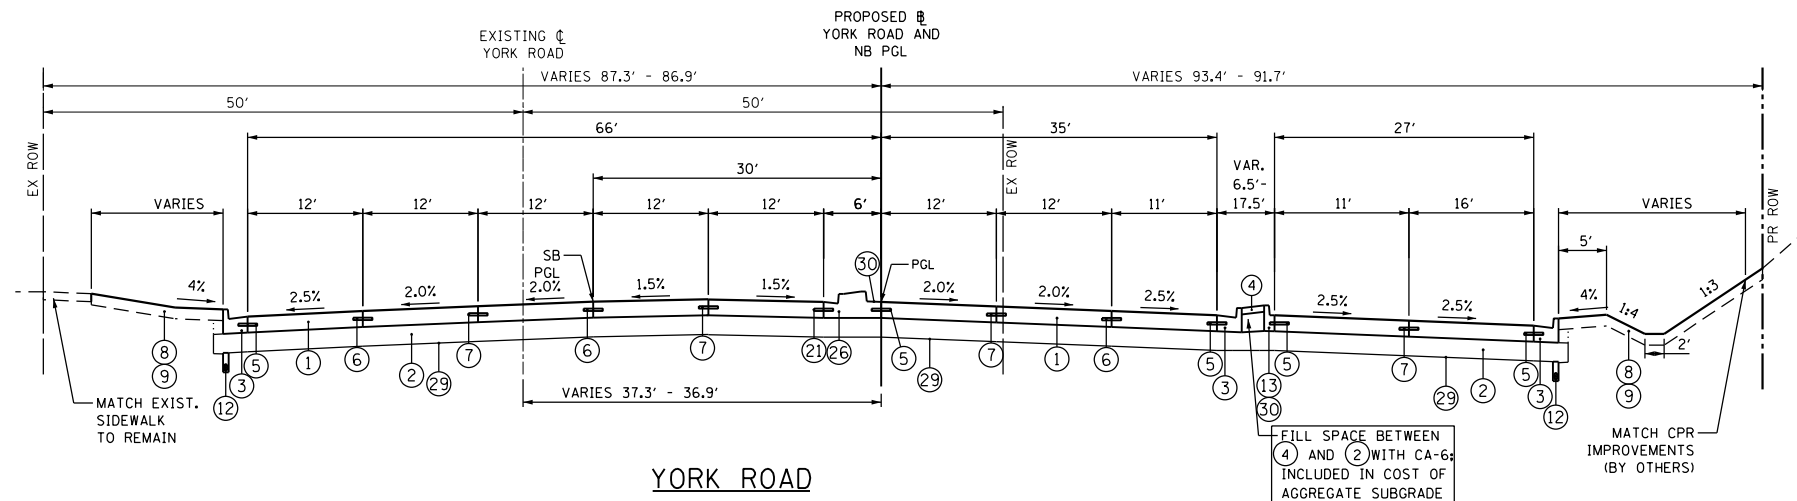 PROPOSED B̲L
YORK ROAD AND
NB PGL
EXISTING ℄
YORK ROAD
VARIES 87.3' - 86.9'
VARIES 93.4' - 91.7'
50'
50'
66'
35'
27'
EX ROW
EX ROW
PR ROW
30'
VAR.
6.5'-
17.5'
VARIES
12'
12'
12'
12'
12'
6'
12'
12'
11'
11'
16'
VARIES
5'
SB
PGL
30
PGL
4
4%
2.5%
2.0%
2.0%
1.5%
1.5%
2.0%
2.0%
2.5%
2.5%
2.5%
4%
1:4
1:3
2'
8
9
12
3
5
1
6
2
29
7
6
7
21
26
5
29
7
1
6
5
3
13
30
5
7
29
2
5
3
12
8
9
VARIES 37.3' - 36.9'
MATCH EXIST.
SIDEWALK
TO REMAIN
FILL SPACE BETWEEN
4 AND 2 WITH CA-6;
INCLUDED IN COST OF
AGGREGATE SUBGRADE
MATCH CPR
IMPROVEMENTS
(BY OTHERS)
YORK ROAD